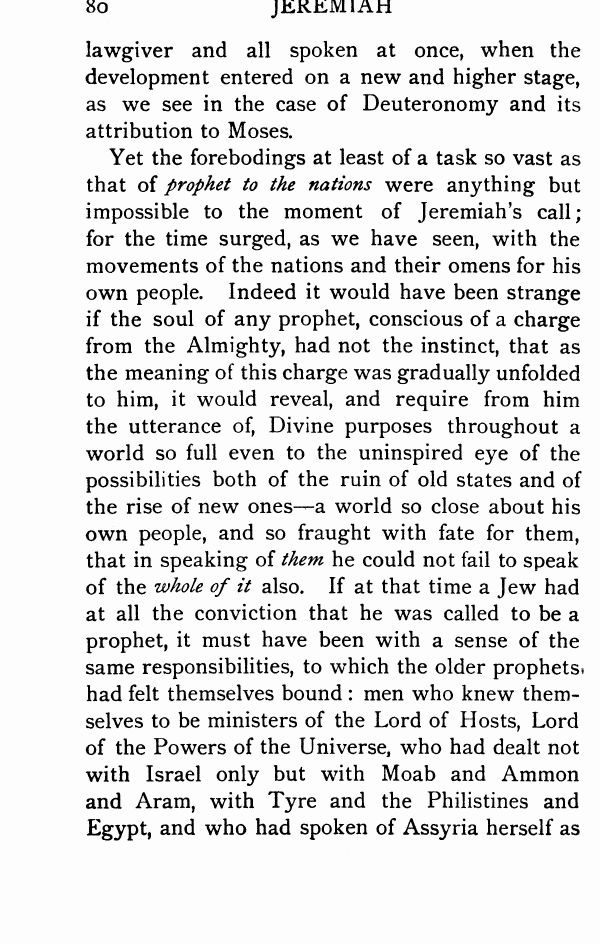 80 JEREMIAH
lawgiver and all spoken at once, when the
development entered on a new and higher stage,
as we see in the case of Deuteronomy and its
attribution to Moses.
Yet the forebodings at least of a task so vast as
that of prophet to the nations were anything but
impossible to the moment of Jeremiah's call;
for the time surged, as we have seen, with the
movements of the nations and their omens for his
own people. Indeed it would have been strange
if the soul of any prophet, conscious of a charge
from the Almighty, had not the instinct, that as
the meaning of this charge was gradually unfolded
to him, it would reveal, and require from him
the utterance of, Divine purposes throughout a
world so full even to the uninspired eye of the
possibilities both of the ruin of old states and of
the rise of new ones—a world so close about his
own people, and so fraught with fate for them,
that in speaking of them he could not fail to speak
of the whole of it also. If at that time a Jew had
at all the conviction that he was called to be a
prophet, it must have been with a sense of the
same responsibilities, to which the older prophets
had felt themselves bound: men who knew them-
selves to be ministers of the Lord of Hosts, Lord
of the Powers of the Universe, who had dealt not
with Israel only but with Moab and Ammon
and Aram, with Tyre and the Philistines and
Egypt, and who had spoken of Assyria herself as